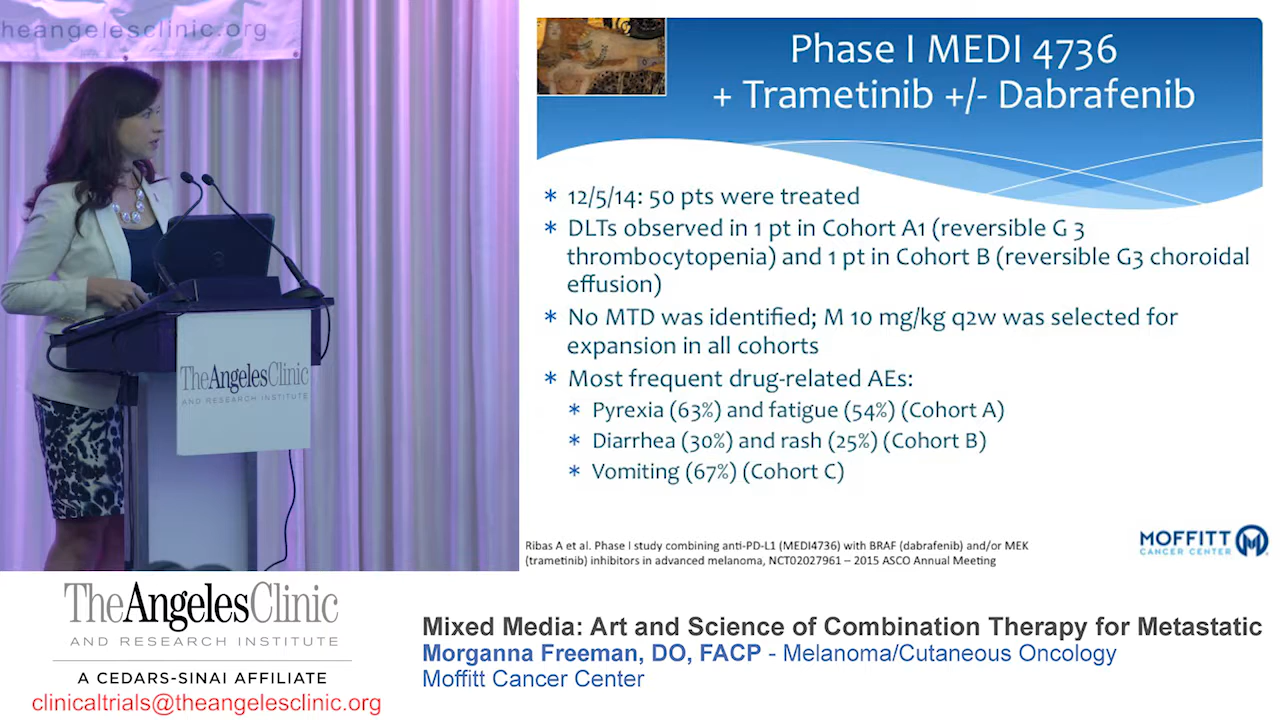 theangelesclinic.org
TheAngelesClinic
AND RESEARCH INSTITUTE
Phase I MEDI 4736
+ Trametinib +/- Dabrafenib
* 12/5/14: 50 pts were treated
* DLTs observed in 1 pt in Cohort A1 (reversible G 3
thrombocytopenia) and 1 pt in Cohort B (reversible G3 choroidal
effusion)
* No MTD was identified; M 10 mg/kg q2w was selected for
expansion in all cohorts
* Most frequent drug-related AEs:
* Pyrexia (63%) and fatigue (54%) (Cohort A)
* Diarrhea (30%) and rash (25%) (Cohort B)
* Vomiting (67%) (Cohort C)
Ribas A et al. Phase I study combining anti-PD-L1 (MEDI4736) with BRAF (dabrafenib) and/or MEK
(trametinib) inhibitors in advanced melanoma, NCT02027961 – 2015 ASCO Annual Meeting
MOFFITT
CANCER CENTER
TheAngelesClinic
AND RESEARCH INSTITUTE
A CEDARS-SINAI AFFILIATE
clinicaltrials@theangelesclinic.org
Mixed Media: Art and Science of Combination Therapy for Metastatic
Morganna Freeman, DO, FACP - Melanoma/Cutaneous Oncology
Moffitt Cancer Center